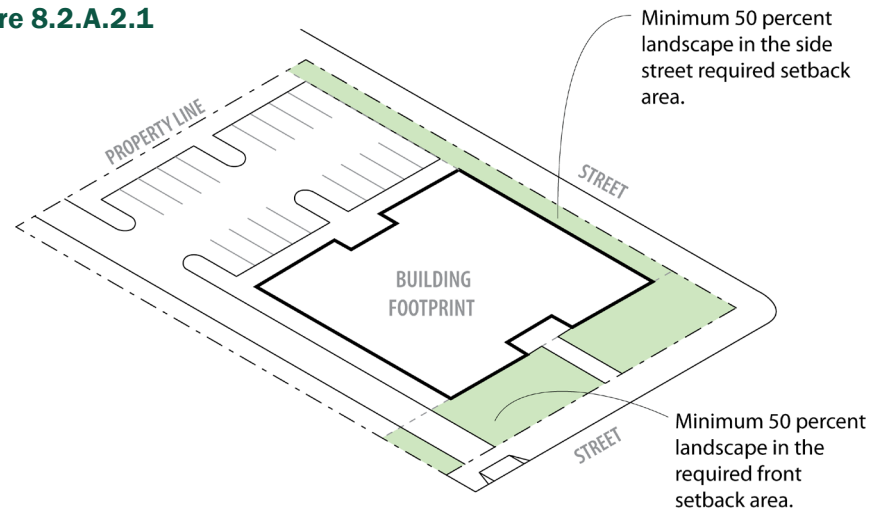 re 8.2.A.2.1
Minimum 50 percent
landscape in the side
street required setback
area.
PROPERTY LINE
STREET
BUILDING
FOOTPRINT
STREET
Minimum 50 percent
landscape in the
required front
setback area.